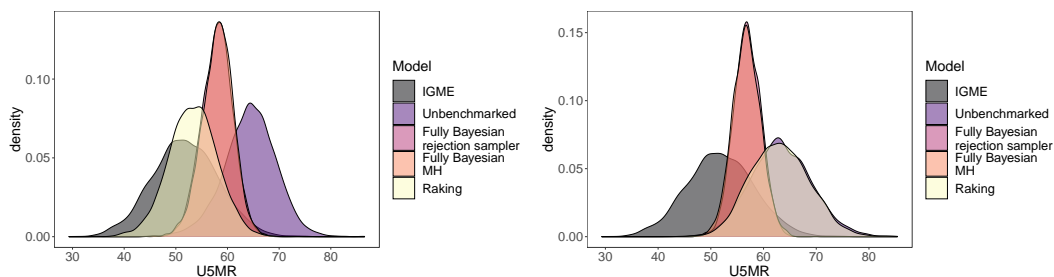 density
0.10
0.05
0.00
30 40 50 60 70 80
U5MR
Model
IGME
Unbenchmarked
Fully Bayesian
rejection sampler
Fully Bayesian
MH
Raking
density
0.15
0.10
0.05
0.00
30 40 50 60 70 80
U5MR
Model
IGME
Unbenchmarked
Fully Bayesian
rejection sampler
Fully Bayesian
MH
Raking